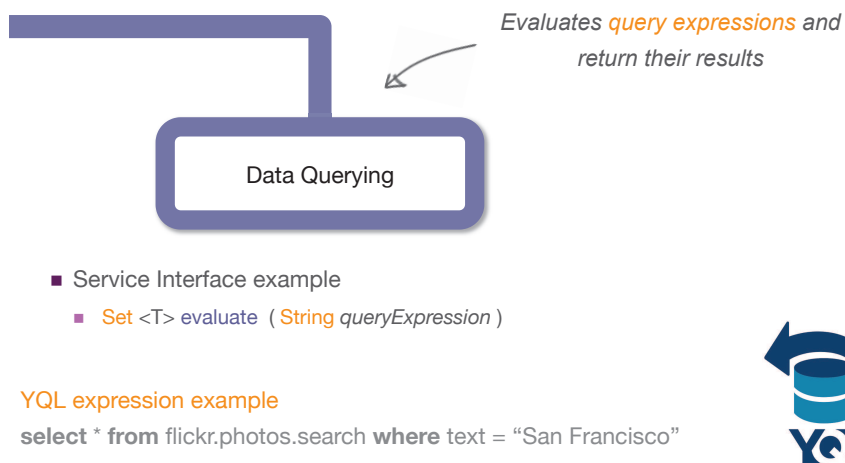 Evaluates query expressions and
return their results
Data Querying
Service Interface example
Set <T> evaluate ( String queryExpression )
YQL expression example
select * from flickr.photos.search where text = “San Francisco”